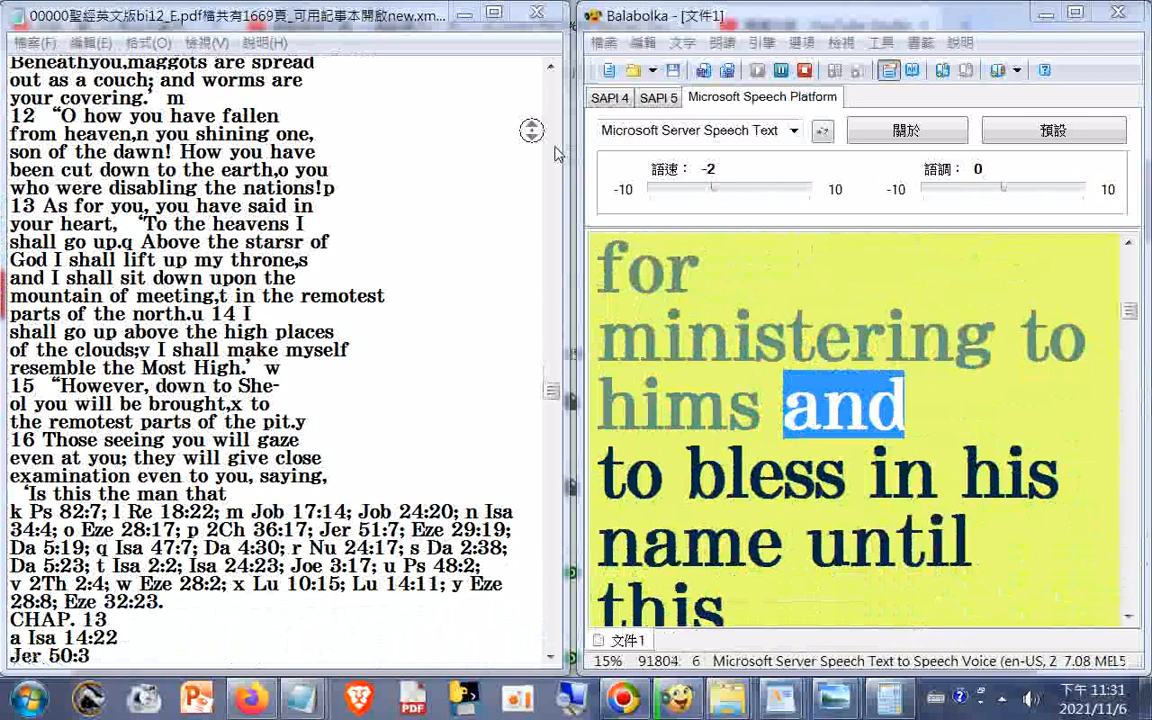 00000聖經英文版bi12_E.pdf檔共有1669頁_可用記事本開啟new.xm...
檔案(F) 編輯(E) 格式(O) 檢視(V) 說明(H)
Beneathyou,maggots are spread
out as a couch; and worms are
your covering.’ m
12 “O how you have fallen
from heaven,n you shining one,
son of the dawn! How you have
been cut down to the earth,o you
who were disabling the nations!p
13 As for you, you have said in
your heart, ‘To the heavens I
shall go up.q Above the starsr of
God I shall lift up my throne,s
and I shall sit down upon the
mountain of meeting,t in the remotest
parts of the north.u 14 I
shall go up above the high places
of the clouds;v I shall make myself
resemble the Most High.’ w
15 “However, down to She-
ol you will be brought,x to
the remotest parts of the pit.y
16 Those seeing you will gaze
even at you; they will give close
examination even to you, saying,
‘Is this the man that
k Ps 82:7; l Re 18:22; m Job 17:14; Job 24:20; n Isa
34:4; o Eze 28:17; p 2Ch 36:17; Jer 51:7; Eze 29:19;
Da 5:19; q Isa 47:7; Da 4:30; r Nu 24:17; s Da 2:38;
Da 5:23; t Isa 2:2; Isa 24:23; Joe 3:17; u Ps 48:2;
v 2Th 2:4; w Eze 28:2; x Lu 10:15; Lu 14:11; y Eze
28:8; Eze 32:23.
CHAP. 13
a Isa 14:22
Jer 50:3
Balabolka - [文件1]
檔案 編輯 文字 朗讀 引擎 選項 檢視 工具 書籤 說明
SAPI 4 SAPI 5 Microsoft Speech Platform
Microsoft Server Speech Text 關於 預設
語速： -2 語調： 0
-10 10 -10 10
for
ministering to
hims and
to bless in his
name until
this
文件1
15% 91804 6 Microsoft Server Speech Text to Speech Voice (en-US, 2 7.08 МЕ
PDF
下午 11:31
2021/11/6